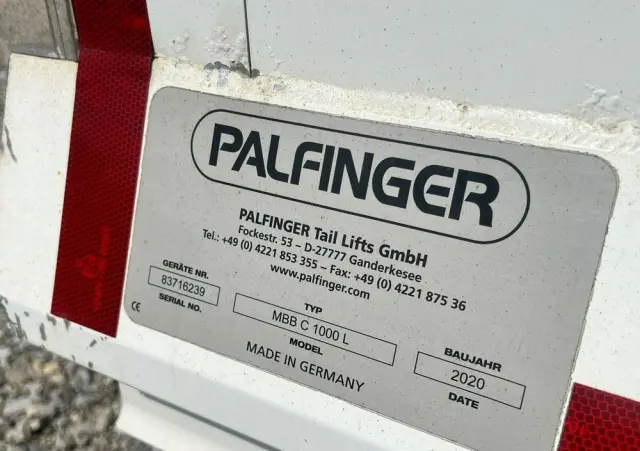 PALFINGER
PALFINGER Tail Lifts GmbH
Fockestr. 53 – D-27777 Ganderkesee
Tel.: +49 (0) 4221 853 355 – Fax: +49 (0) 4221 875 36
www.palfinger.com
GERÄTE NR.
83716239
SERIAL NO.
TYP
MBB C 1000 L
MODEL
BAUJAHR
2020
DATE
CE
MADE IN GERMANY